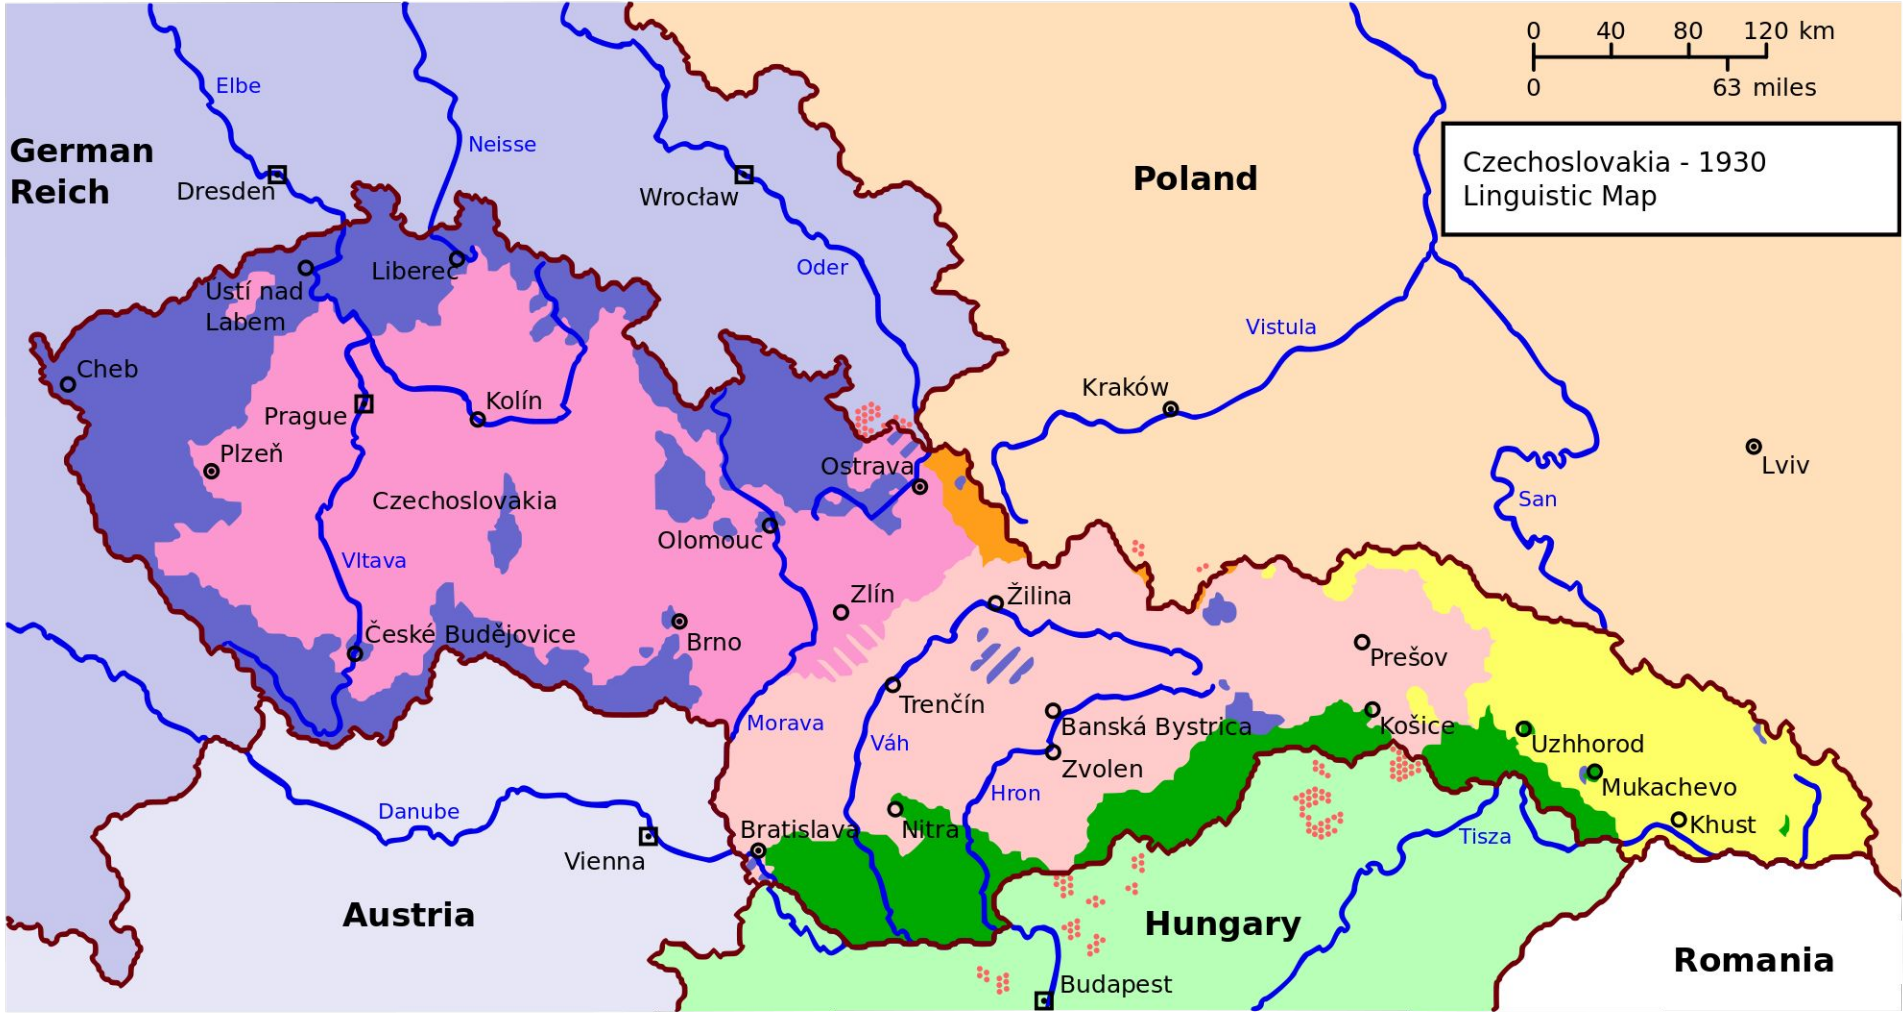 0 40 80 120 km
0 63 miles
Czechoslovakia - 1930
Linguistic Map
German
Reich
Elbe
Neisse
Dresden
Wrocław
Poland
Oder
Liberec
Ústí nad
Labem
Cheb
Vistula
Kraków
Prague
Kolín
Plzeň
Ostrava
Lviv
Czechoslovakia
San
Olomouc
Vltava
Zlín
Žilina
České Budějovice
Brno
Prešov
Trenčín
Morava
Váh
Banská Bystrica
Košice
Uzhhorod
Zvolen
Mukachevo
Hron
Danube
Bratislava
Nitra
Khust
Tisza
Vienna
Austria
Hungary
Romania
Budapest